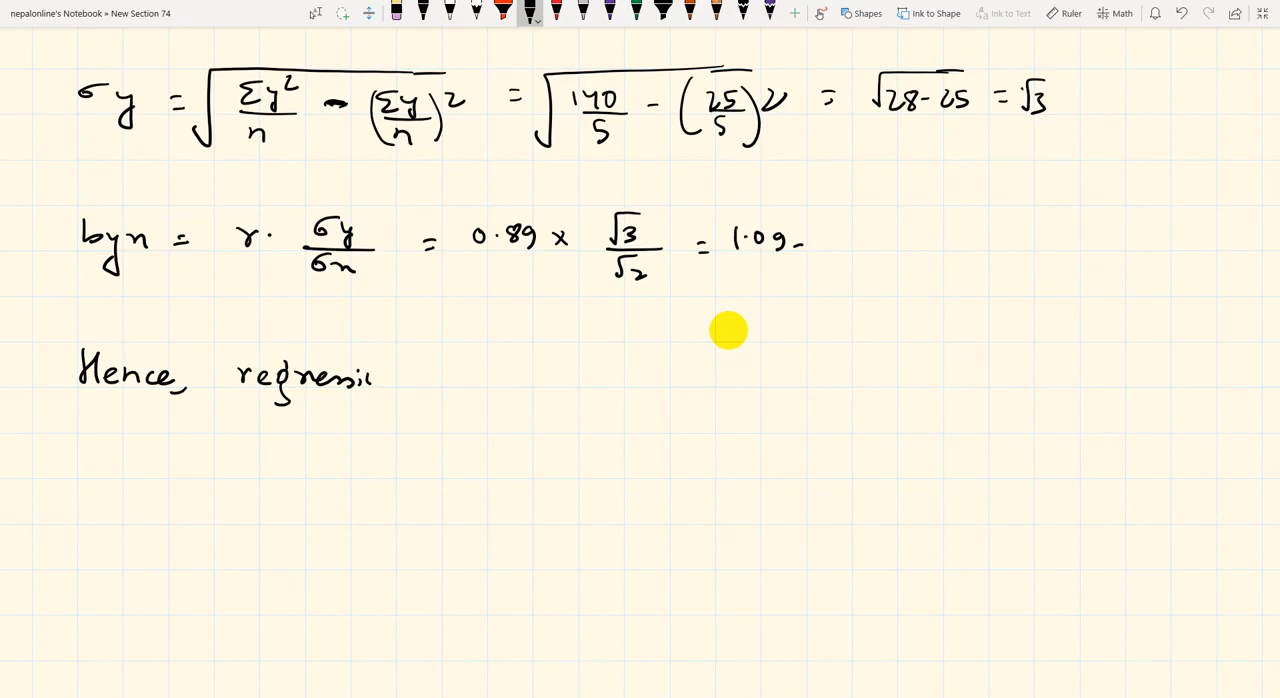 nepalonline's Notebook » New Section 74
Shapes Ink to Shape Ink to Text Ruler Math
σy = √(Σy²/n - (Σy/n)²) = √(140/5 - (25/5)²) = √28-25 = √3
byx = r. σy/σx = 0.89 × √3/√2 = 1.09-
Hence, regressi